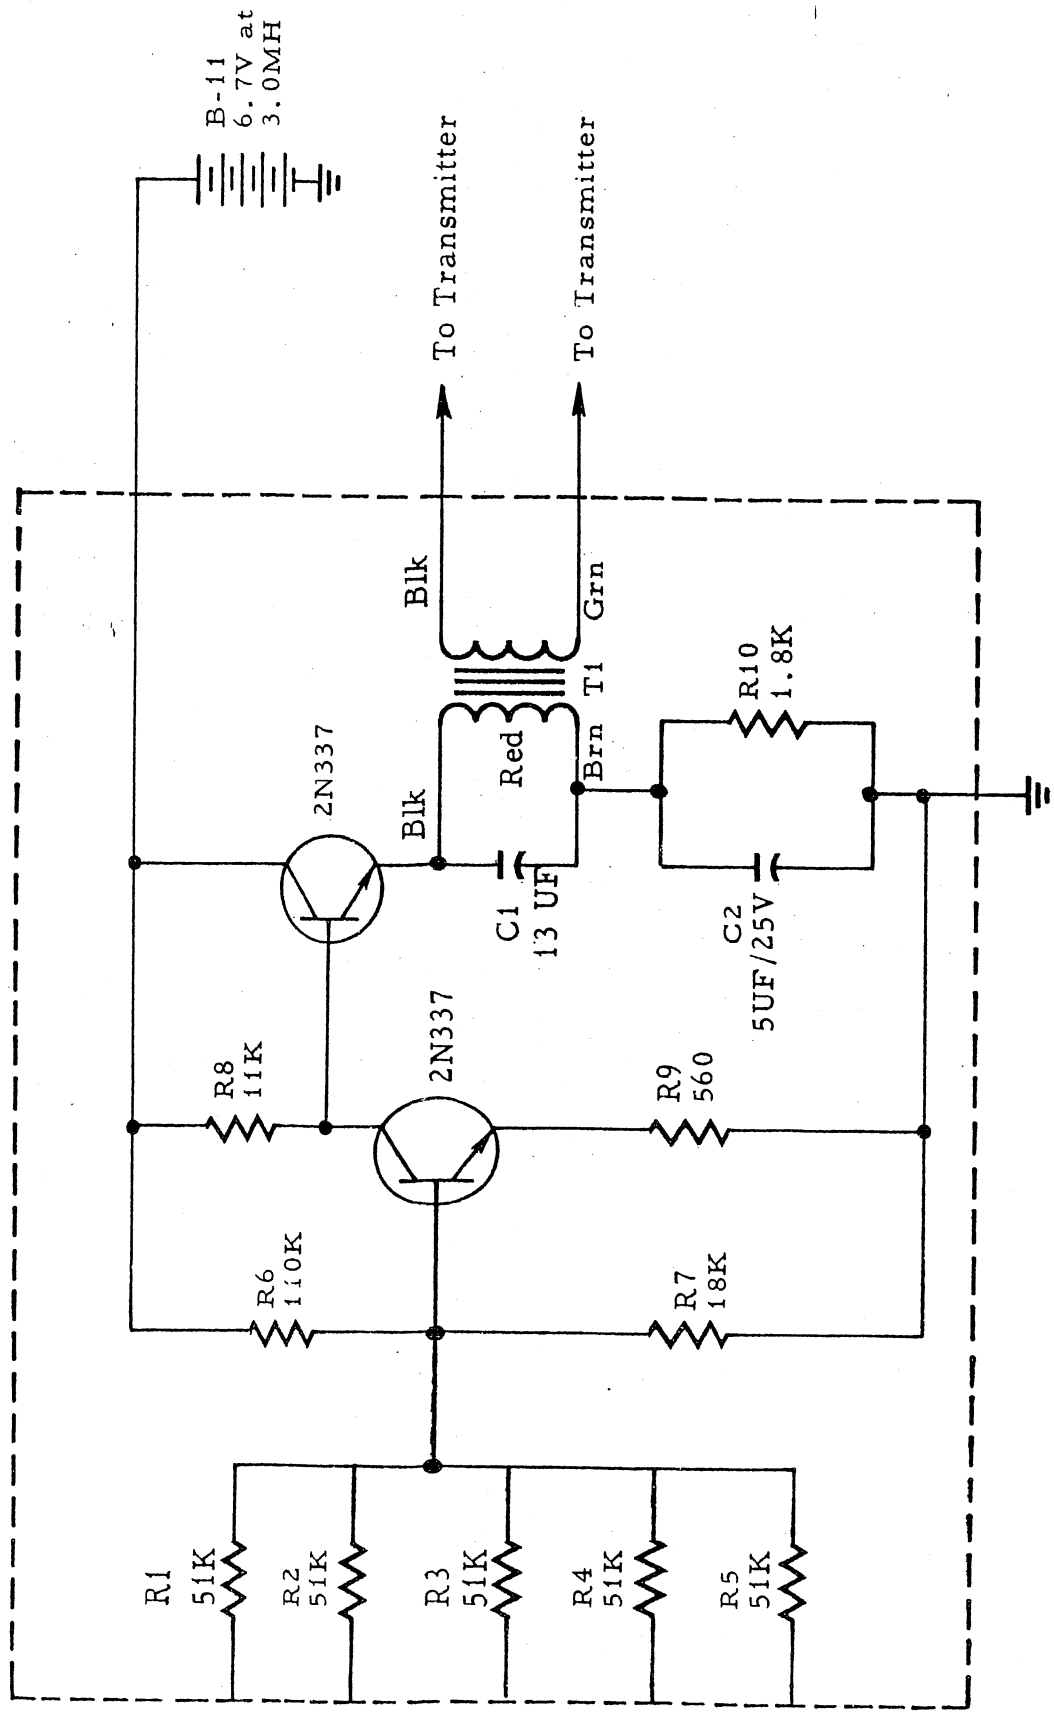 B-11
6.7V at
3.0MH
To Transmitter
To Transmitter
Blk
Grn
T1
Blk
Red
Brn
2N337
R10
1.8K
C1
13 UF
C2
5UF/25V
R8
11K
2N337
R9
560
R6
110K
R7
18K
R1
51K
R2
51K
R3
51K
R4
51K
R5
51K